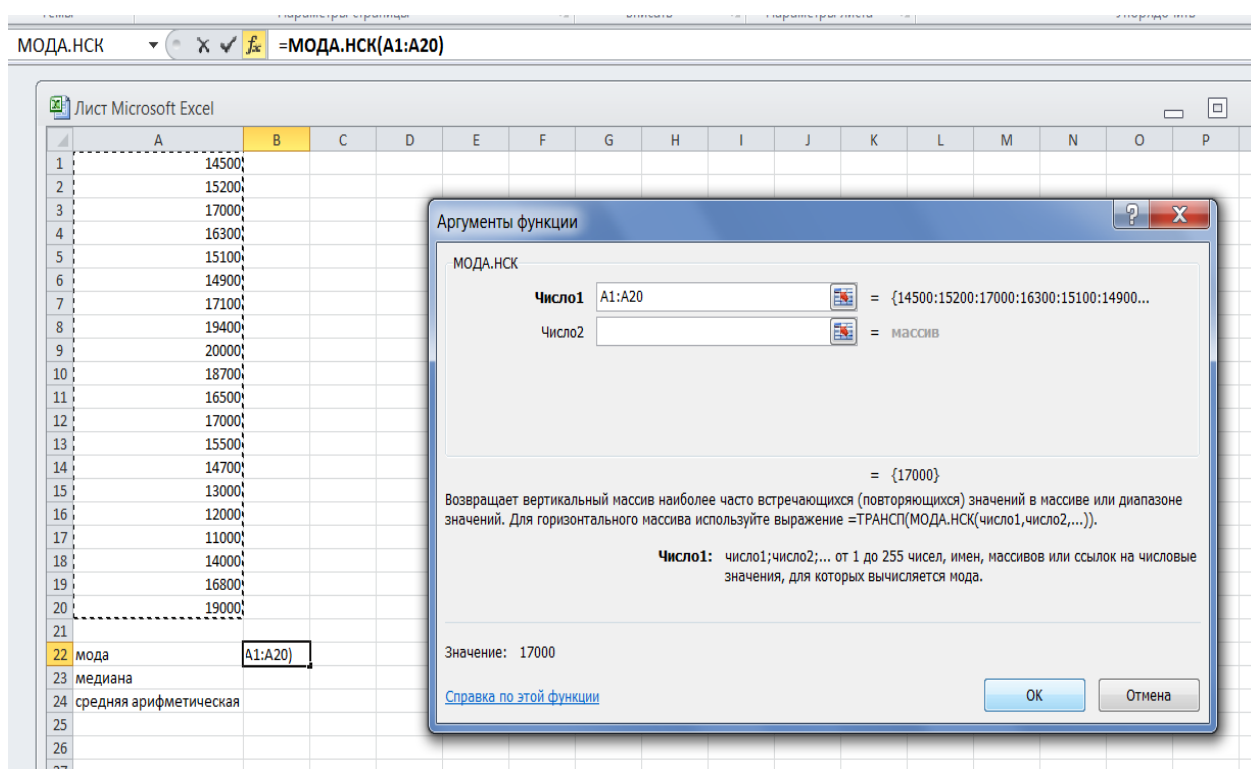 МОДА.НСК fx =МОДА.НСК(A1:A20)
Лист Microsoft Excel
A B C D E F G H I J K L M N O P
1 14500
2 15200
3 17000
4 16300
5 15100
6 14900
7 17100
8 19400
9 20000
10 18700
11 16500
12 17000
13 15500
14 14700
15 13000
16 12000
17 11000
18 14000
19 16800
20 19000
21
22 мода A1:A20)
23 медиана
24 средняя арифметическая
25
26
Аргументы функции
МОДА.НСК
Число1 A1:A20 = {14500:15200:17000:16300:15100:14900...
Число2 = массив
= {17000}
Возвращает вертикальный массив наиболее часто встречающихся (повторяющихся) значений в массиве или диапазоне
значений. Для горизонтального массива используйте выражение =ТРАНСП(МОДА.НСК(число1,число2,...)).
Число1: число1;число2;... от 1 до 255 чисел, имен, массивов или ссылок на числовые
значения, для которых вычисляется мода.
Значение: 17000
Справка по этой функции
ОК Отмена